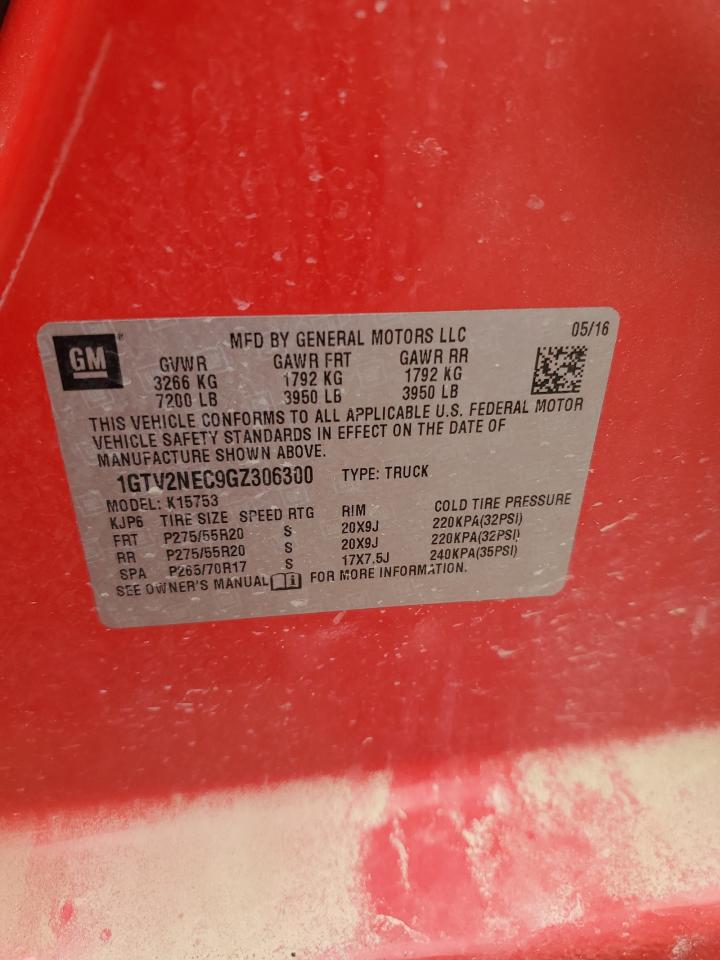 MFD BY GENERAL MOTORS LLC 05/16
GM GVWR GAWR FRT GAWR RR
3266 KG 1792 KG 1792 KG
7200 LB 3950 LB 3950 LB
THIS VEHICLE CONFORMS TO ALL APPLICABLE U.S. FEDERAL MOTOR
VEHICLE SAFETY STANDARDS IN EFFECT ON THE DATE OF
MANUFACTURE SHOWN ABOVE.
1GTV2NEC9GZ306300 TYPE: TRUCK
MODEL: K15753
KJP6 TIRE SIZE SPEED RTG RIM COLD TIRE PRESSURE
FRT P275/55R20 S 20X9J 220KPA(32PSI)
RR P275/55R20 S 20X9J 220KPA(32PSI)
SPA P265/70R17 S 17X7.5J 240KPA(35PSI)
SEE OWNER'S MANUAL FOR MORE INFORMATION.